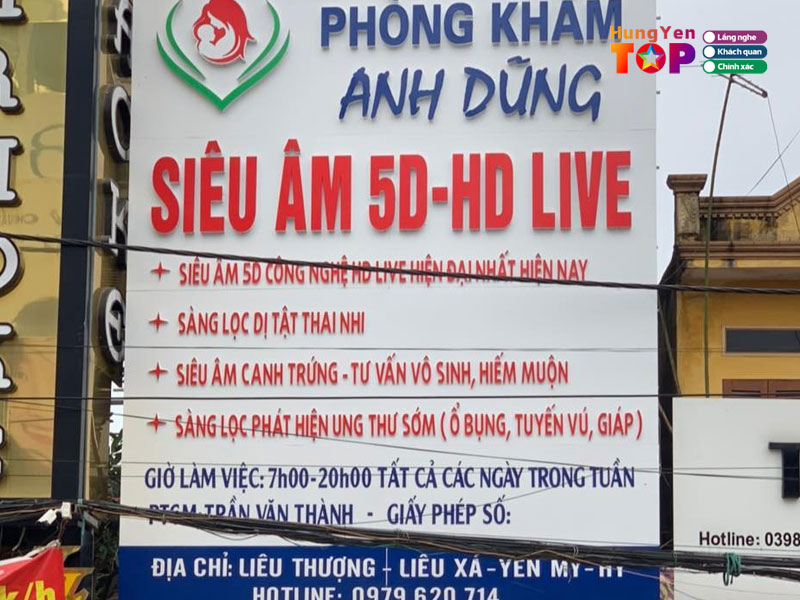 HungYen
TOP
Lắng nghe
Khách quan
Chính xác
PHÒNG KHÁM
ANH DŨNG
SIÊU ÂM 5D-HD LIVE
SIÊU ÂM 5D CÔNG NGHỆ HD LIVE HIỆN ĐẠI NHẤT HIỆN NAY
SÀNG LỌC DỊ TẬT THAI NHI
SIÊU ÂM CANH TRỨNG - TƯ VẤN VÔ SINH, HIẾM MUỘN
SÀNG LỌC PHÁT HIỆN UNG THƯ SỚM ( Ổ BỤNG, TUYẾN VÚ, GIÁP )
GIỜ LÀM VIỆC: 7h00-20h00 TẤT CẢ CÁC NGÀY TRONG TUẦN
PTCM-TRẦN VĂN THÀNH - GIẤY PHÉP SỐ:
ĐỊA CHỈ: LIÊU THƯỢNG - LIÊU XÁ - YÊN MỸ - HY
HOTLINE: 0979 620 714
Hotline: 0398
k/h